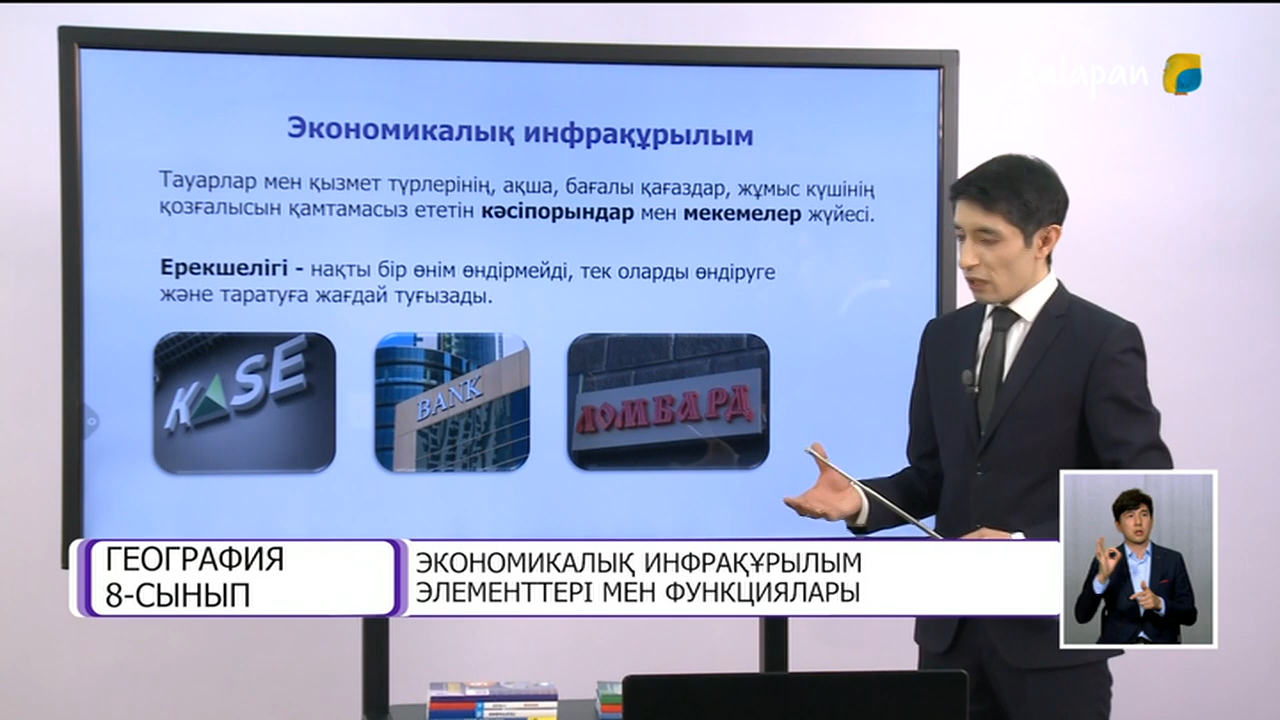 Balapan
Экономикалық инфрақұрылым
Тауарлар мен қызмет түрлерінің, ақша, бағалы қағаздар, жұмыс күшінің
қозғалысын қамтамасыз ететін кәсіпорындар мен мекемелер жүйесі.
Ерекшелігі - нақты бір өнім өндірмейді, тек оларды өндіруге
және таратуға жағдай туғызады.
KASE
BANK
ЛОМБАРД
ГЕОГРАФИЯ
8-СЫНЫП
ЭКОНОМИКАЛЫҚ ИНФРАҚҰРЫЛЫМ
ЭЛЕМЕНТТЕРІ МЕН ФУНКЦИЯЛАРЫ